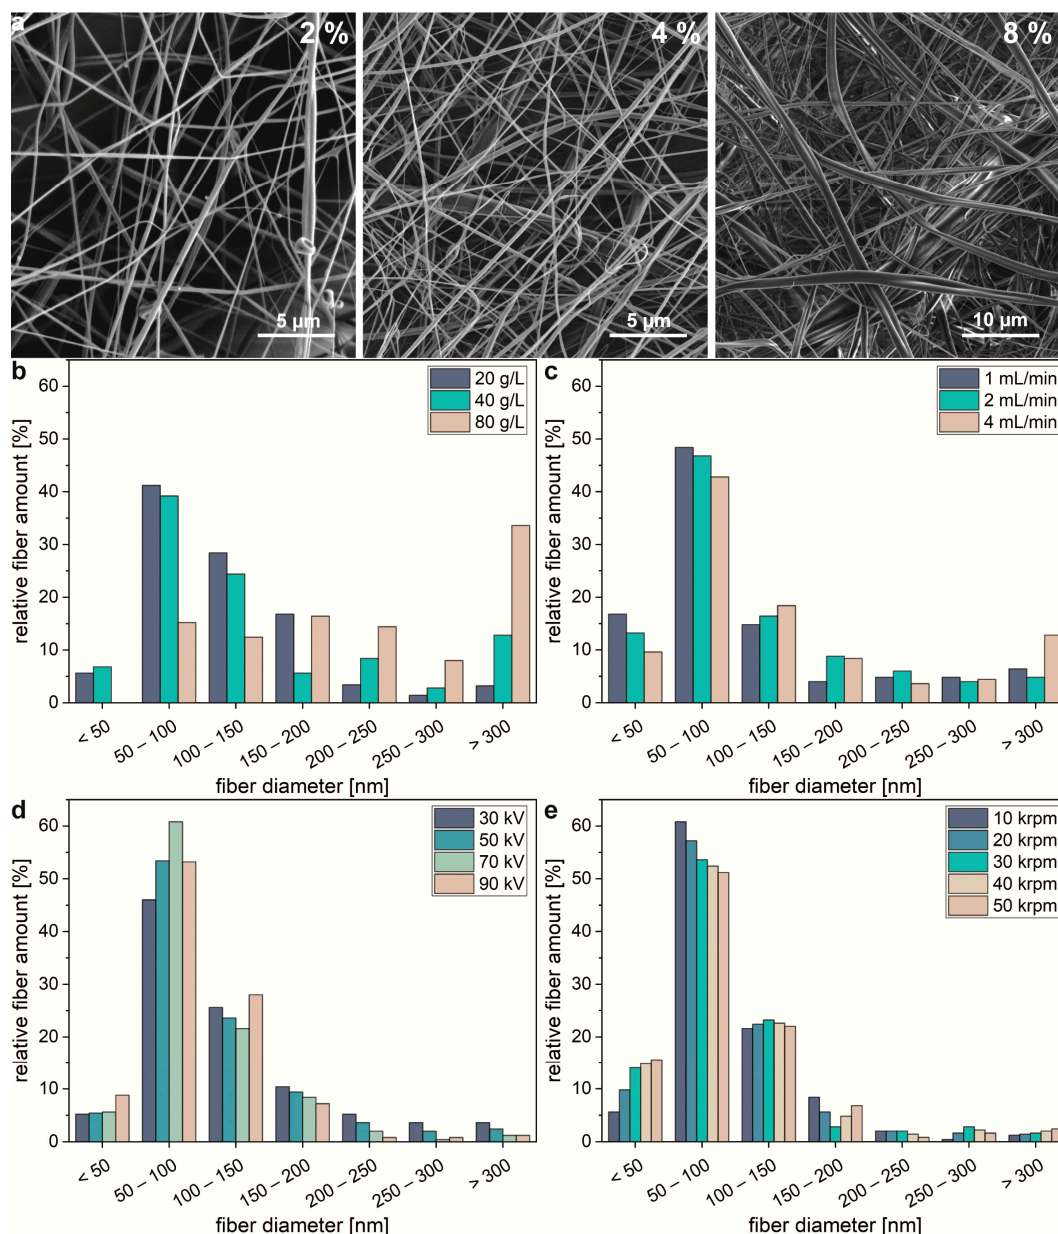 a
2 %
4 %
8 %
5 µm
5 µm
10 µm
b
20 g/L
40 g/L
80 g/L
60
50
40
30
20
10
0
relative fiber amount [%]
< 50
50 – 100
100 – 150
150 – 200
200 – 250
250 – 300
> 300
fiber diameter [nm]
c
1 mL/min
2 mL/min
4 mL/min
60
50
40
30
20
10
0
relative fiber amount [%]
< 50
50 – 100
100 – 150
150 – 200
200 – 250
250 – 300
> 300
fiber diameter [nm]
d
30 kV
50 kV
70 kV
90 kV
60
50
40
30
20
10
0
relative fiber amount [%]
< 50
50 – 100
100 – 150
150 – 200
200 – 250
250 – 300
> 300
fiber diameter [nm]
e
10 krpm
20 krpm
30 krpm
40 krpm
50 krpm
60
50
40
30
20
10
0
relative fiber amount [%]
< 50
50 – 100
100 – 150
150 – 200
200 – 250
250 – 300
> 300
fiber diameter [nm]